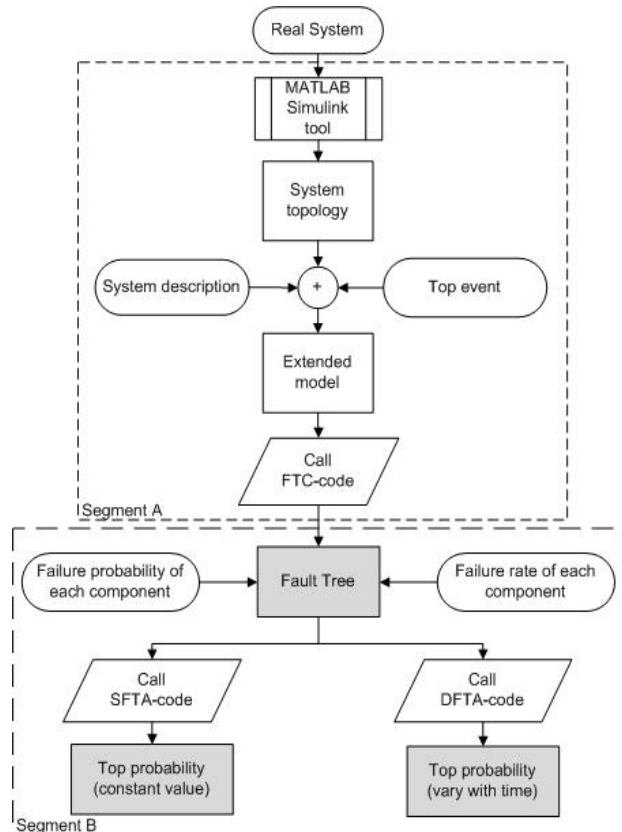 Real System
MATLAB
Simulink
tool
System
topology
System description
+
Top event
Extended
model
Call
FTC-code
Segment A
Failure probability of
each component
Fault Tree
Failure rate of each
component
Call
SFTA-code
Call
DFTA-code
Top probability
(constant value)
Top probability
(vary with time)
Segment B